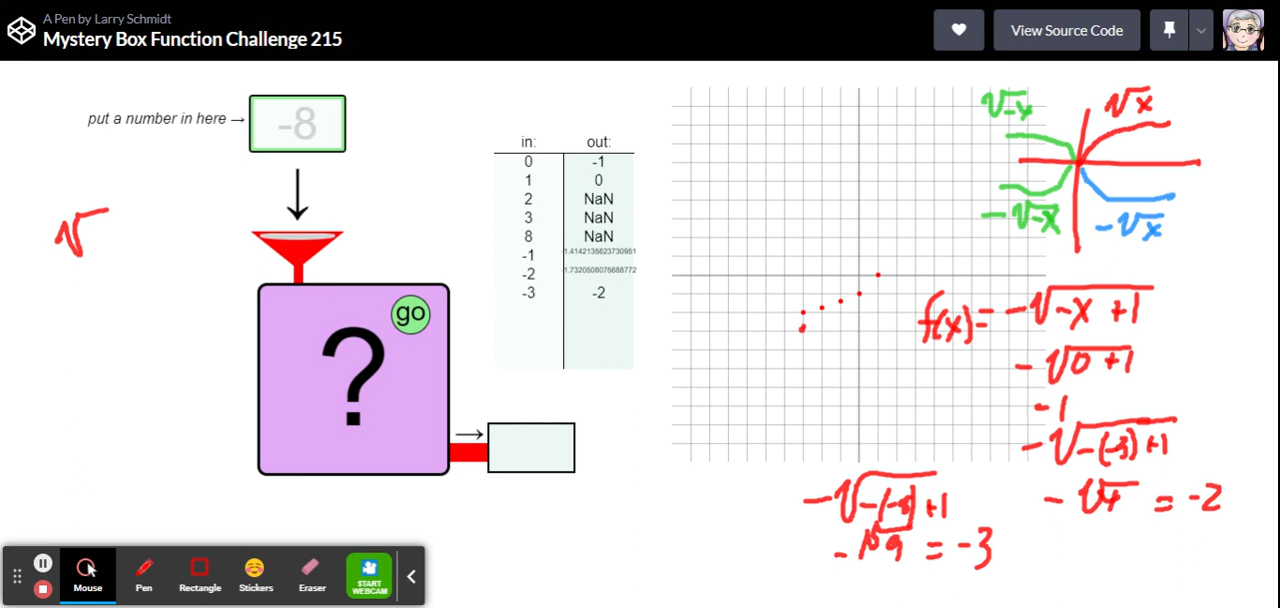 A Pen by Larry Schmidt
Mystery Box Function Challenge 215
View Source Code
put a number in here →
-8
√
go
?
→
in: out:
0 -1
1 0
2 NaN
3 NaN
8 NaN
-1 -1.4142135623730951
-2 -1.7320508075688772
-3 -2
√-x
√x
-√-x
-√x
f(x) = -√-x +1
-√0+1
-1
-√-(-3)+1
-√4 = -2
-√-(-8)+1
-√9 = -3
Mouse
Pen
Rectangle
Stickers
Eraser
START
WEBCAM